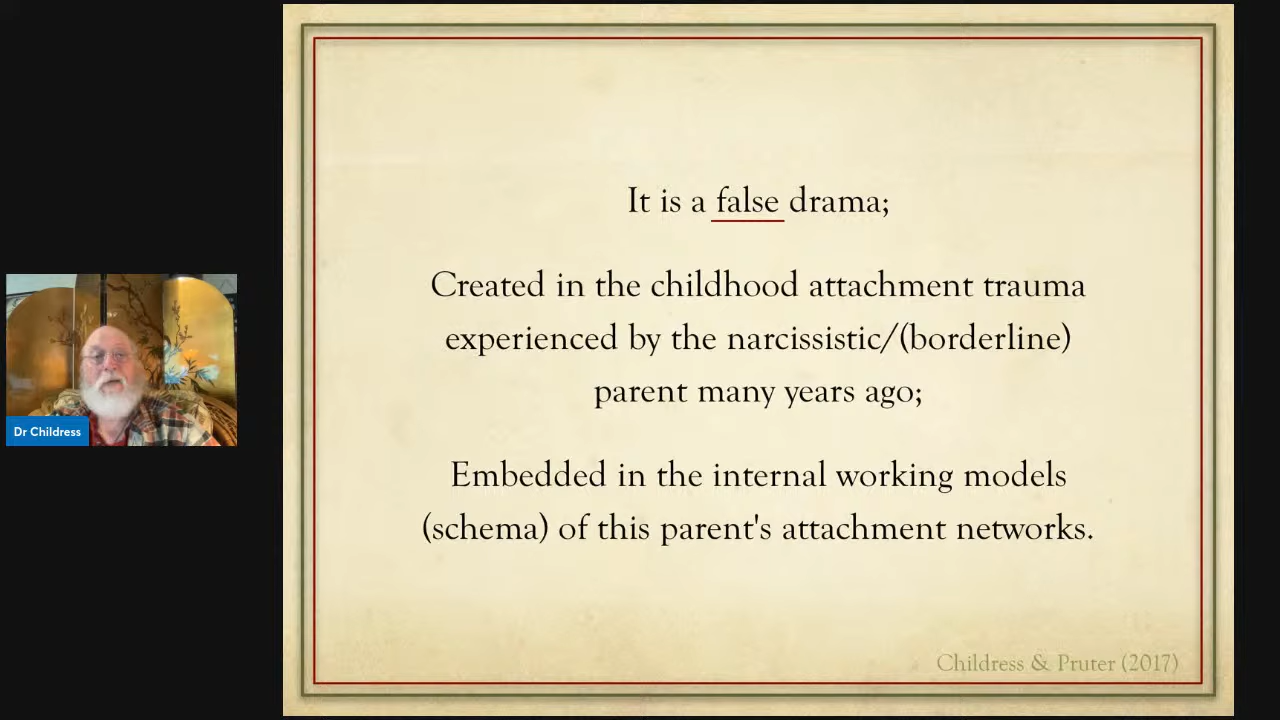 It is a false drama;
Created in the childhood attachment trauma
experienced by the narcissistic/(borderline)
parent many years ago;
Embedded in the internal working models
(schema) of this parent's attachment networks.
Childress & Pruter (2017)
Dr Childress